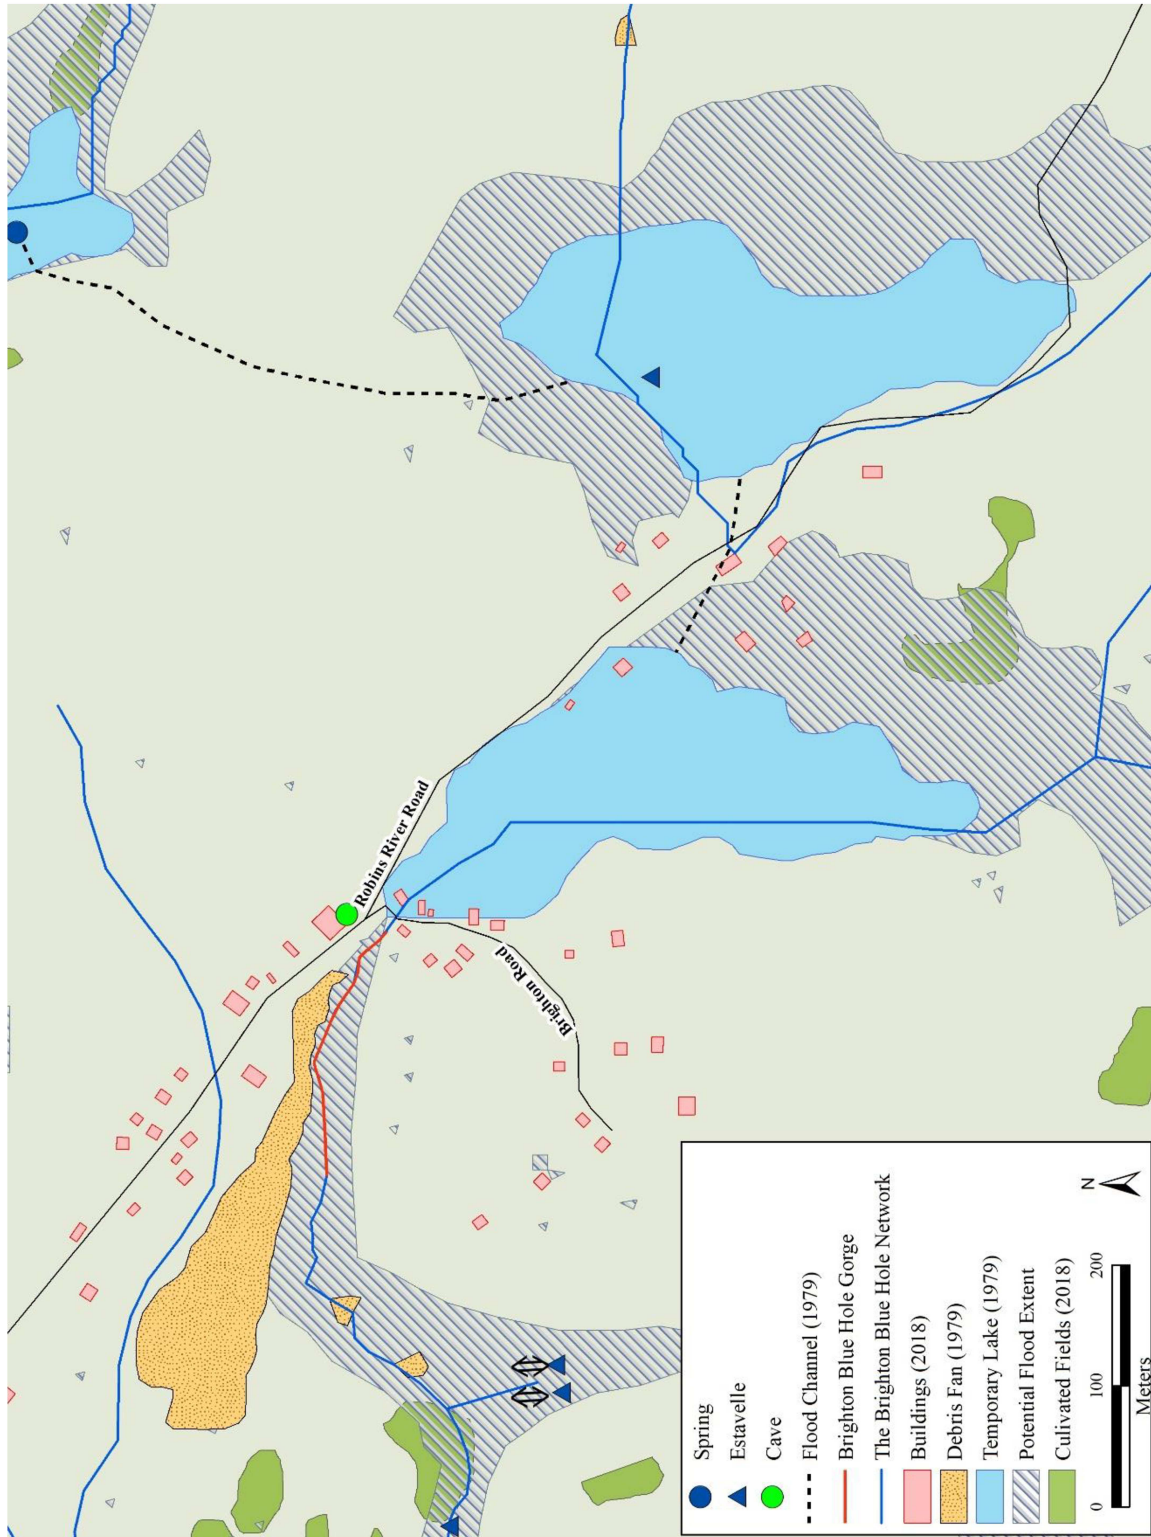 Robins River Road
Brighton Road
Spring
Estavelle
Cave
Flood Channel (1979)
Brighton Blue Hole Gorge
The Brighton Blue Hole Network
Buildings (2018)
Debris Fan (1979)
Temporary Lake (1979)
Potential Flood Extent
Culivated Fields (2018)
N
0 100 200
Meters